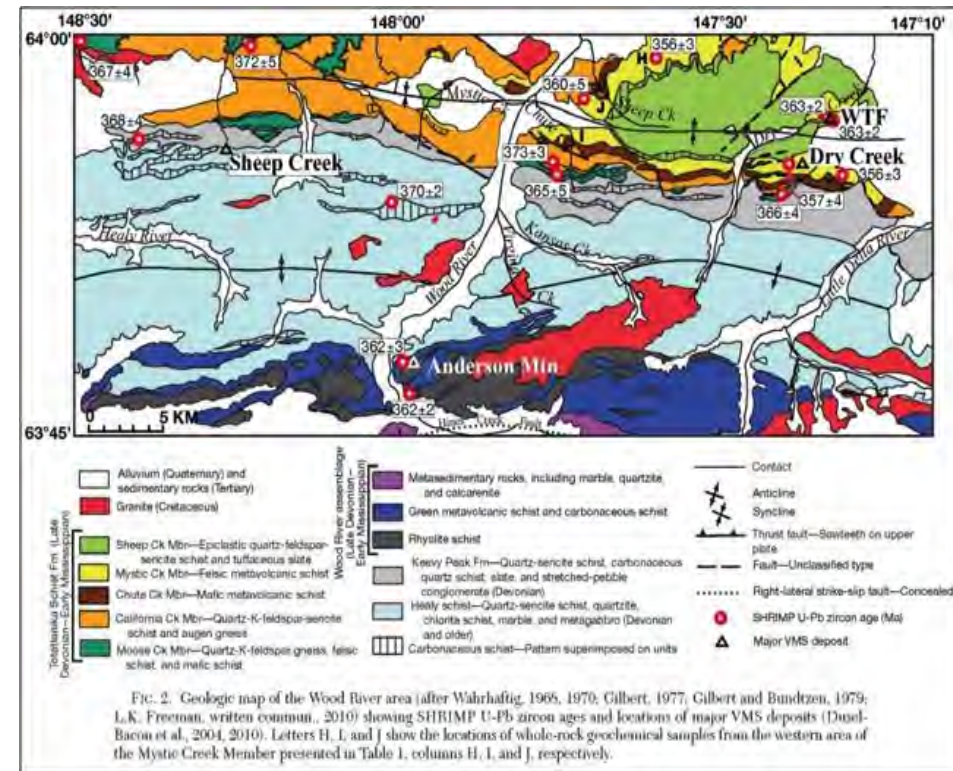 148°30' 148°00' 147°30' 147°10'
64°00'
356±3
H
372±5
367±4
360±5
J
Sheep Ck
Mystic
363±2
WTF
363±2
368±4
Sheep Creek
373±3
Dry Creek
356±3
370±2
365±5
357±4
366±4
Healy River
Wood River
Virginia Ck
Kansas Ck
Little Delta River
362±3
Anderson Mtn
362±2
Creek Fault
0 5 KM
63°45'
Alluvium (Quaternary) and
sedimentary rocks (Tertiary)
Granite (Cretaceous)
Totatlanika Schist Fm (Late
Devonian–Early Mississippian)
Sheep Ck Mbr—Epiclastic quartz-feldspar-
sericite schist and tuffaceous slate
Mystic Ck Mbr—Felsic metavolcanic schist
Chute Ck Mbr—Mafic metavolcanic schist
California Ck Mbr—Quartz-K-feldspar-sericite
schist and augen gneiss
Moose Ck Mbr—Quartz-K-feldspar gneiss, felsic
schist, and mafic schist
Wood River assemblage
(Late Devonian–
Early Mississippian)
Metasedimentary rocks, including marble, quartzite,
and calcarenite
Green metavolcanic schist and carbonaceous schist
Rhyolite schist
Keevy Peak Fm—Quartz-sericite schist, carbonaceous
quartz schist, slate, and stretched-pebble
conglomerate (Devonian)
Healy schist—Quartz-sericite schist, quartzite,
chlorite schist, marble, and metagabbro (Devonian
and older)
Carbonaceous schist—Pattern superimposed on units
Contact
Anticline
Syncline
Thrust fault—Sawteeth on upper
plate
Fault—Unclassified type
Right-lateral strike-slip fault—Concealed
SHRIMP U-Pb zircon age (Ma)
Major VMS deposit
FIG. 2. Geologic map of the Wood River area (after Wahrhaftig, 1968, 1970; Gilbert, 1977; Gilbert and Bundtzen, 1979;
L.K. Freeman, written commun., 2010) showing SHRIMP U-Pb zircon ages and locations of major VMS deposits (Dusel-
Bacon et al., 2004, 2010). Letters H, I, and J show the locations of whole-rock geochemical samples from the western area of
the Mystic Creek Member presented in Table 1, columns H, I, and J, respectively.